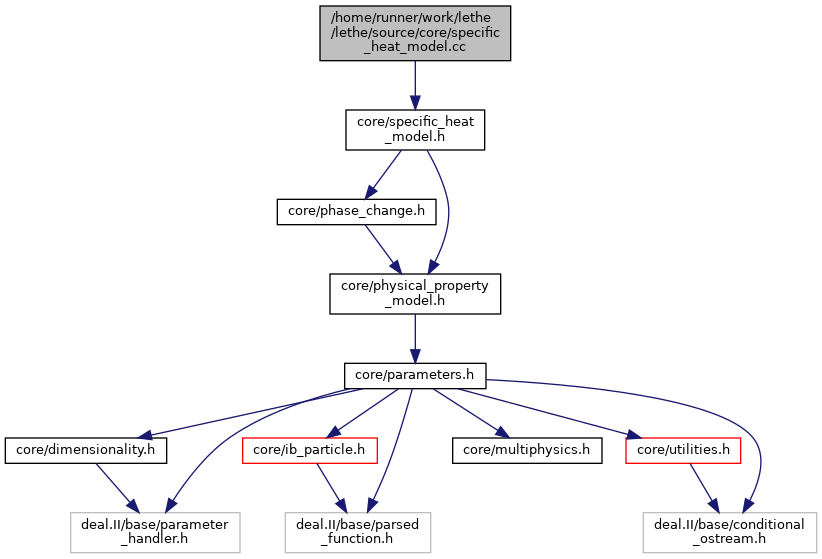 /home/runner/work/lethe
/lethe/source/core/specific
_heat_model.cc
core/specific_heat
_model.h
core/phase_change.h
core/physical_property
_model.h
core/parameters.h
core/dimensionality.h
core/ib_particle.h
core/multiphysics.h
core/utilities.h
deal.II/base/parameter
_handler.h
deal.II/base/parsed
_function.h
deal.II/base/conditional
_ostream.h